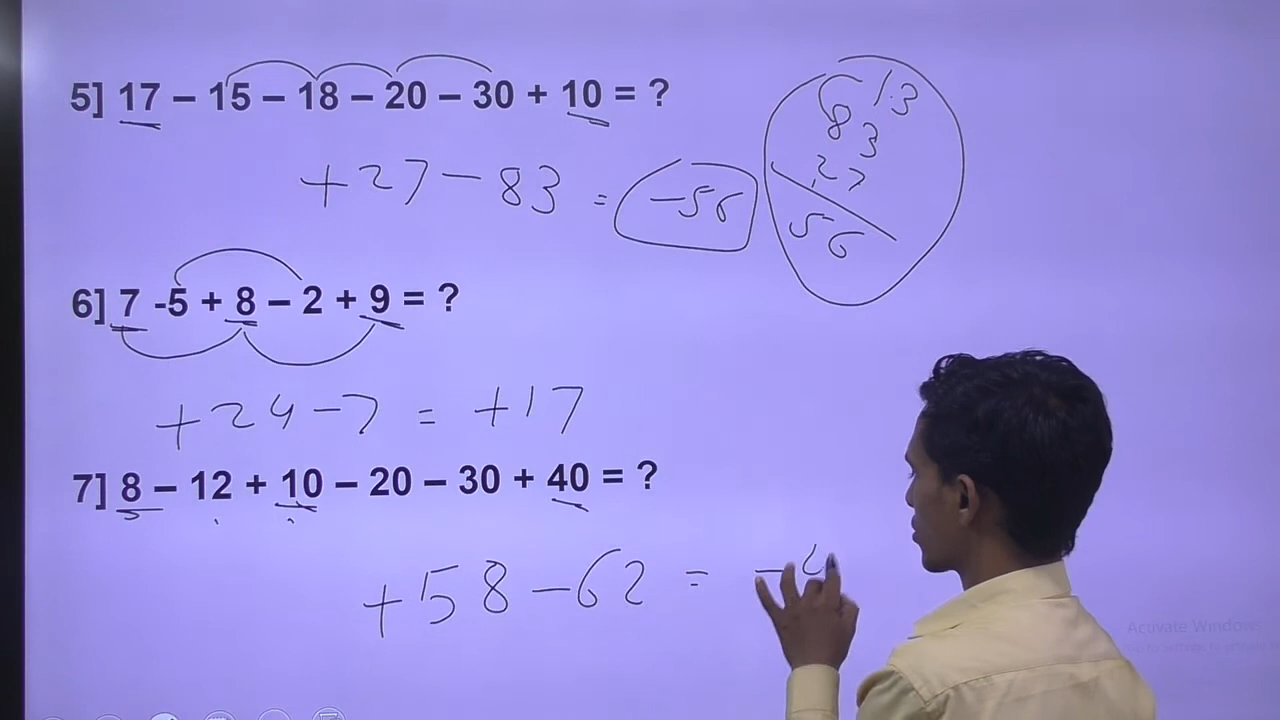 5] 17 – 15 – 18 – 20 – 30 + 10 = ?
+27 – 83 = –56
83
27
56
6] 7 -5 + 8 – 2 + 9 = ?
+24 – 7 = +17
7] 8 – 12 + 10 – 20 – 30 + 40 = ?
+58 – 62 = –4
Activate Windows